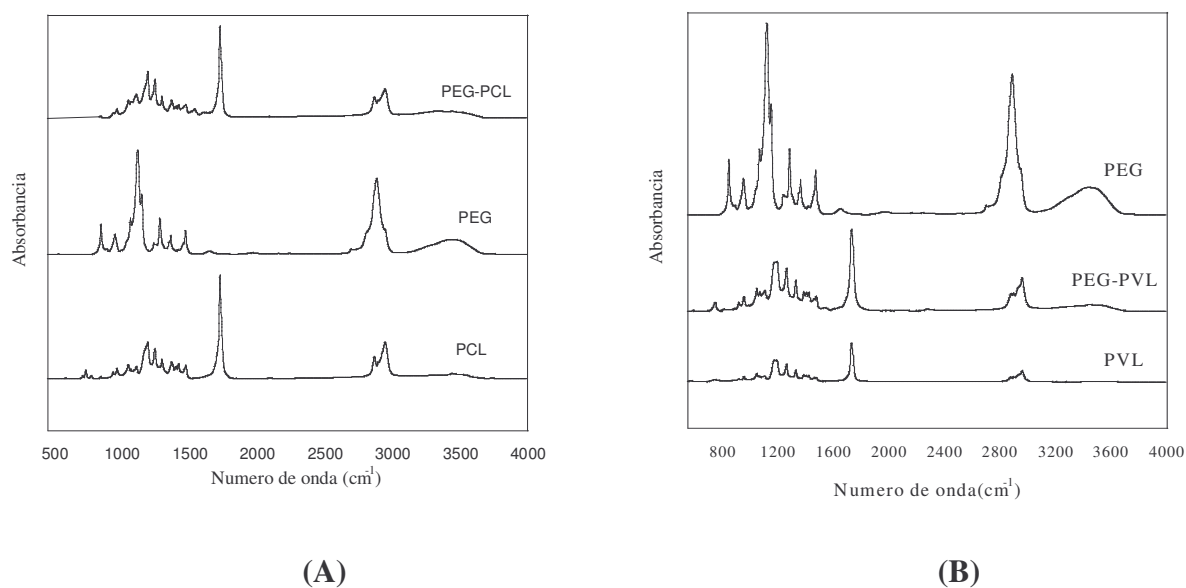 Absorbancia
PEG-PCL
PEG
PCL
500 1000 1500 2000 2500 3000 3500 4000
Numero de onda (cm-1)
(A)
Absorbancia
PEG
PEG-PVL
PVL
800 1200 1600 2000 2400 2800 3200 3600 4000
Numero de onda(cm-1)
(B)